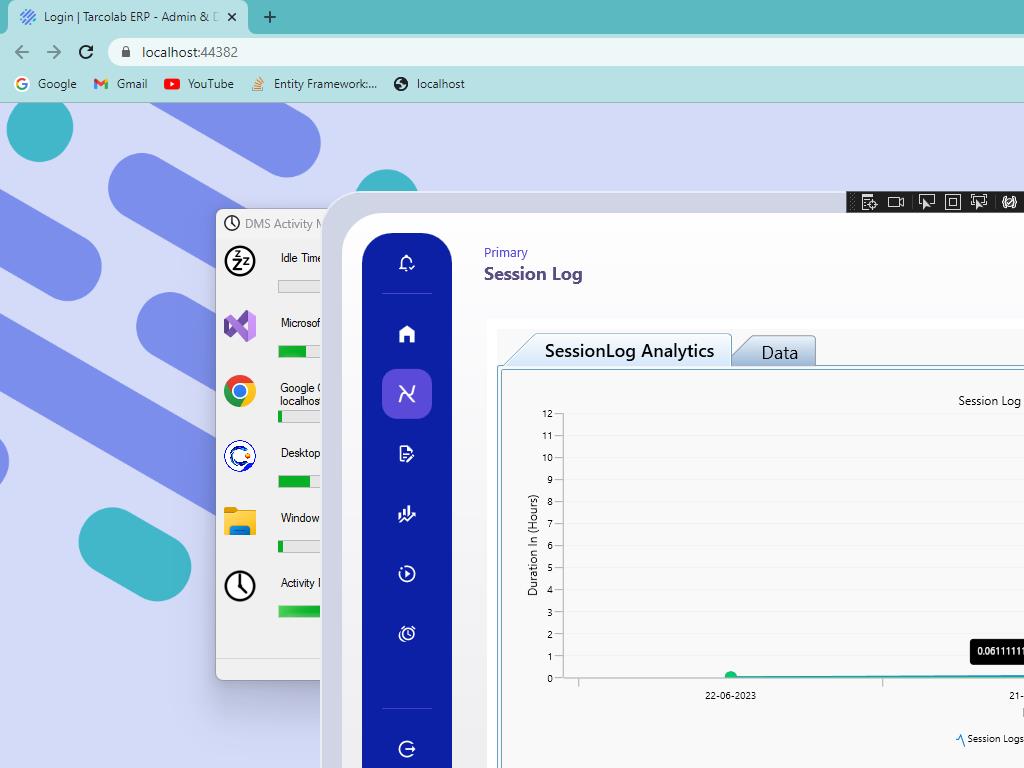 Login | Tarcolab ERP - Admin &
localhost:44382
Google
Gmail
YouTube
Entity Framework:...
localhost
DMS Activity
Idle Time
Microsof
Google
localhost
Desktop
Window
Activity
Primary
Session Log
SessionLog Analytics
Data
Session Log
Duration In (Hours)
12
11
10
9
8
7
6
5
4
3
2
1
0
0.06111111
22-06-2023
21-
Session Logs